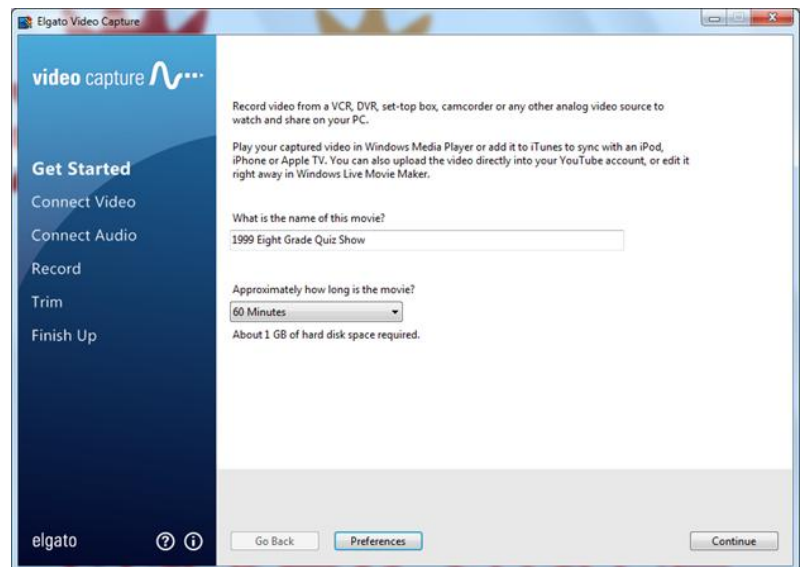 Elgato Video Capture
video capture
Get Started
Connect Video
Connect Audio
Record
Trim
Finish Up
elgato
Record video from a VCR, DVR, set-top box, camcorder or any other analog video source to
watch and share on your PC.
Play your captured video in Windows Media Player or add it to iTunes to sync with an iPod,
iPhone or Apple TV. You can also upload the video directly into your YouTube account, or edit it
right away in Windows Live Movie Maker.
What is the name of this movie?
1999 Eight Grade Quiz Show
Approximately how long is the movie?
60 Minutes
About 1 GB of hard disk space required.
Go Back
Preferences
Continue